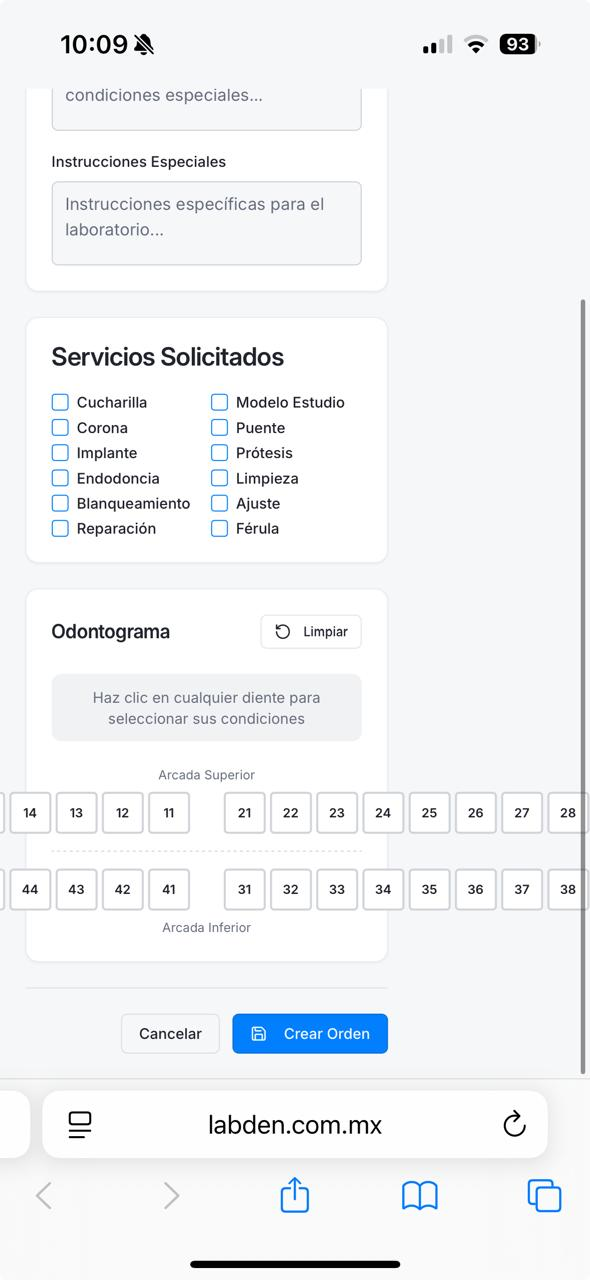 10:09
93
condiciones especiales...
Instrucciones Especiales
Instrucciones específicas para el
laboratorio...
Servicios Solicitados
Cucharilla
Modelo Estudio
Corona
Puente
Implante
Prótesis
Endodoncia
Limpieza
Blanqueamiento
Ajuste
Reparación
Férula
Odontograma
Limpiar
Haz clic en cualquier diente para
seleccionar sus condiciones
Arcada Superior
14 13 12 11 21 22 23 24 25 26 27 28
44 43 42 41 31 32 33 34 35 36 37 38
Arcada Inferior
Cancelar
Crear Orden
labden.com.mx